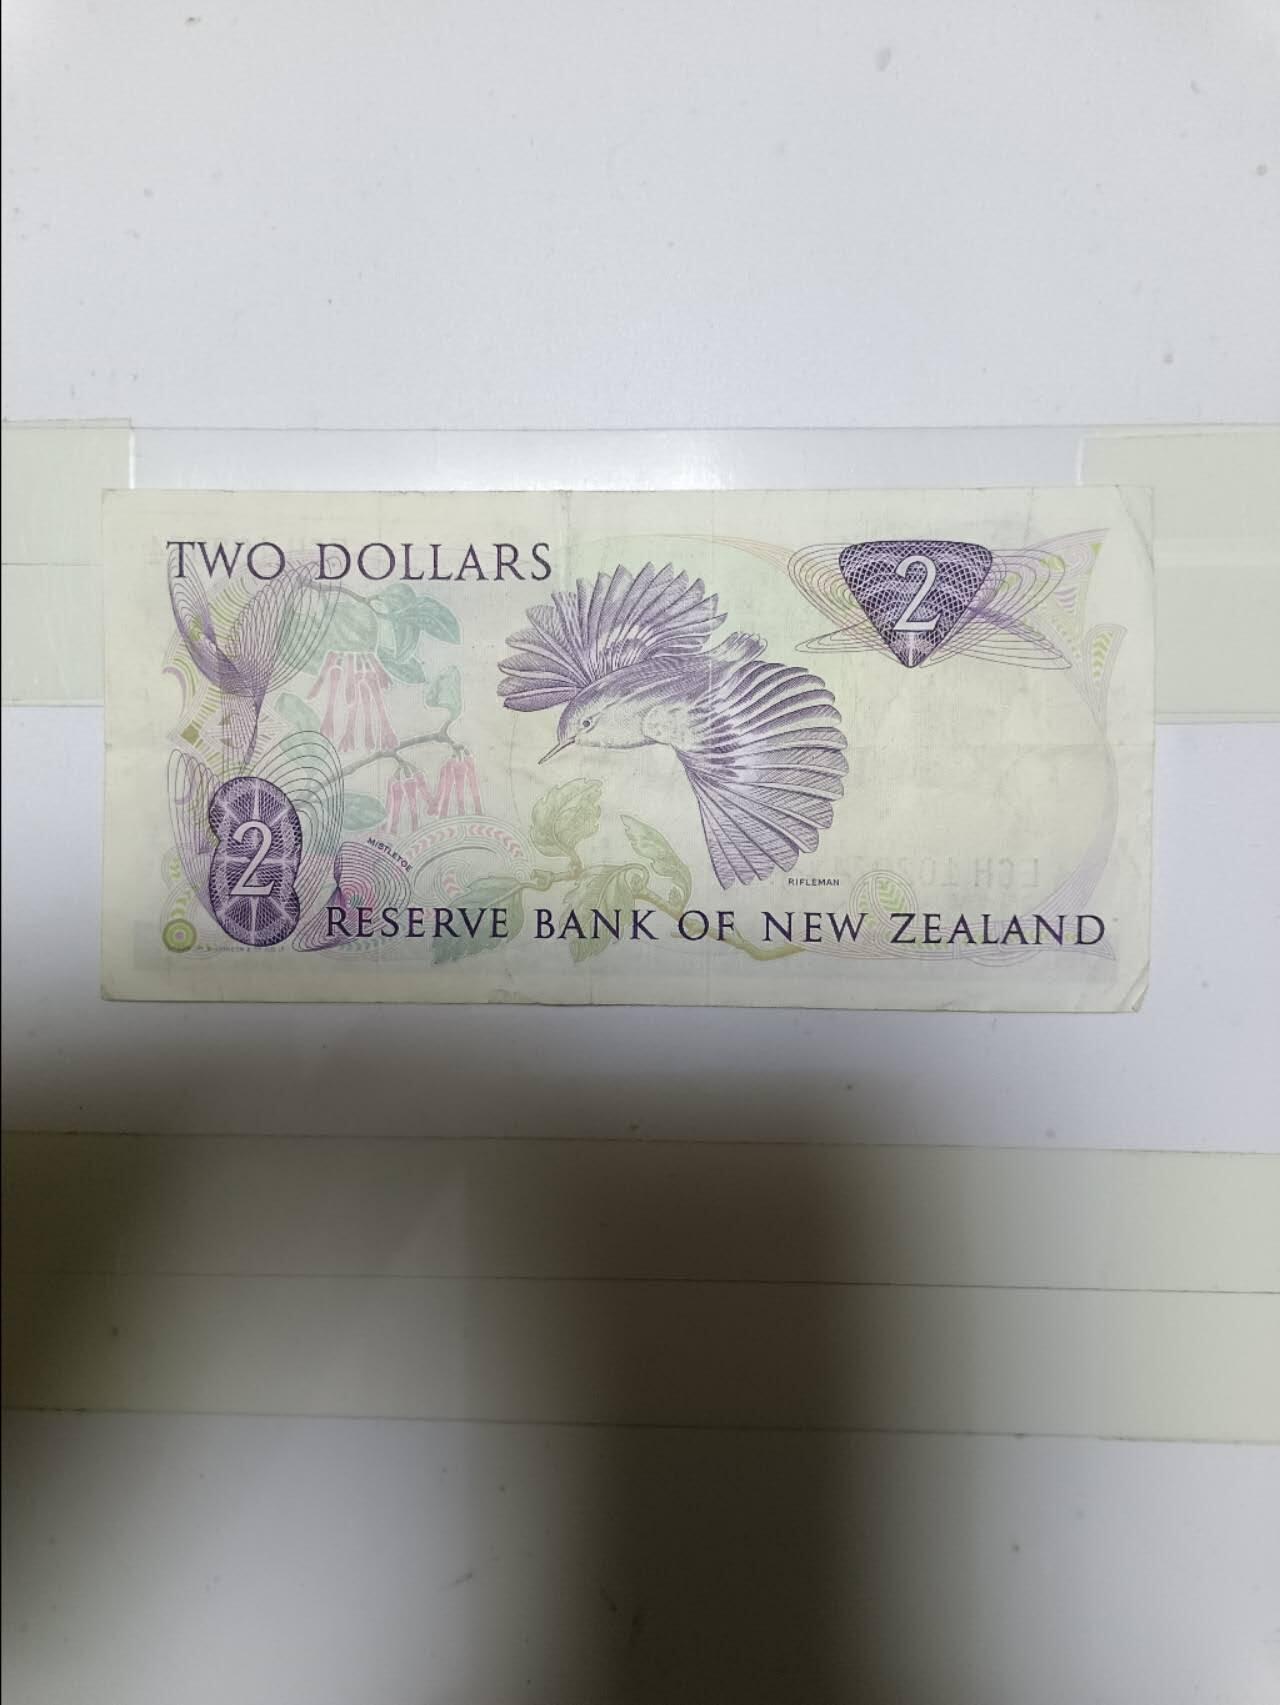 TWO DOLLARS
2
MISTLETOE
2
RIFLEMAN
RESERVE BANK OF NEW ZEALAND